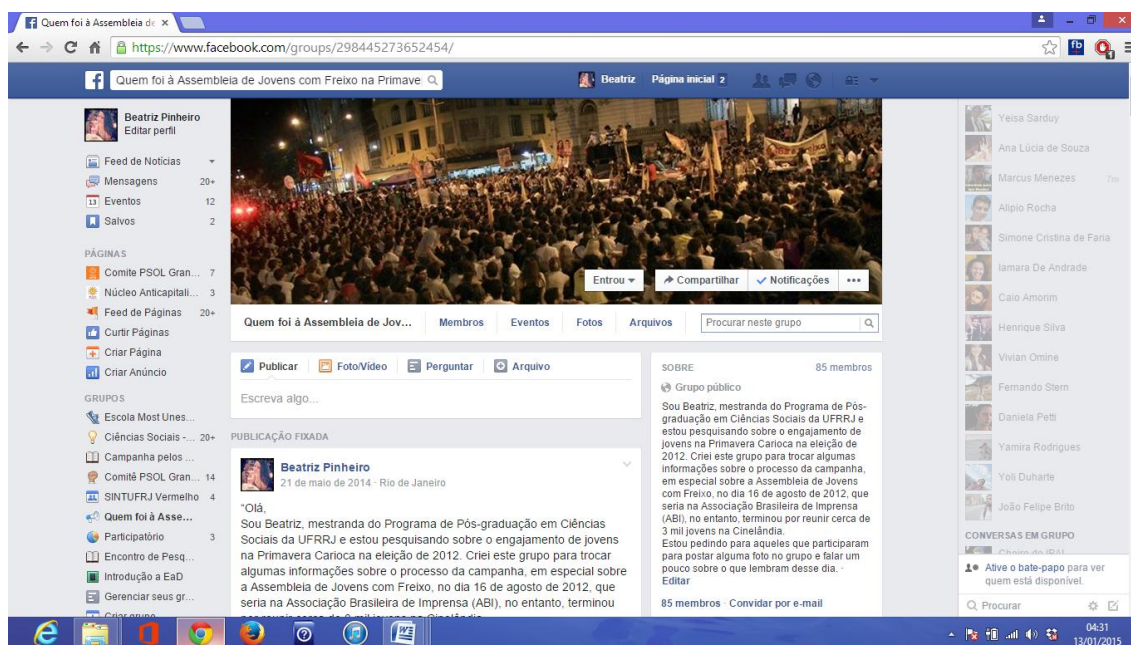 Quem foi à Assembleia de
https://www.facebook.com/groups/298445273652454/
Quem foi à Assembleia de Jovens com Freixo na Primave
Beatriz
Página inicial 2
Beatriz Pinheiro
Editar perfil
Feed de Notícias
Mensagens 20+
Eventos 12
Salvos 2
PÁGINAS
Comite PSOL Gran... 7
Núcleo Anticapitali... 3
Feed de Páginas 20+
Curtir Páginas
Criar Página
Criar Anúncio
GRUPOS
Escola Most Unes...
Ciências Sociais -... 20+
Campanha pelos ...
Comitê PSOL Gran... 14
SINTUFRJ Vermelho 4
Quem foi à Asse...
Participatório 3
Encontro de Pesq...
Introdução a EaD
Gerenciar seus gr...
Criar grupo
Entrou
Compartilhar
Notificações
Quem foi à Assembleia de Jov...
Membros
Eventos
Fotos
Arquivos
Procurar neste grupo
Publicar
Foto/Vídeo
Perguntar
Arquivo
Escreva algo...
PUBLICAÇÃO FIXADA
Beatriz Pinheiro
21 de maio de 2014 · Rio de Janeiro
"Olá,
Sou Beatriz, mestranda do Programa de Pós-graduação em Ciências
Sociais da UFRRJ e estou pesquisando sobre o engajamento de jovens
na Primavera Carioca na eleição de 2012. Criei este grupo para trocar
algumas informações sobre o processo da campanha, em especial sobre
a Assembleia de Jovens com Freixo, no dia 16 de agosto de 2012, que
seria na Associação Brasileira de Imprensa (ABI), no entanto, terminou
SOBRE
85 membros
Grupo público
Sou Beatriz, mestranda do Programa de Pós-
graduação em Ciências Sociais da UFRRJ e
estou pesquisando sobre o engajamento de
jovens na Primavera Carioca na eleição de
2012. Criei este grupo para trocar algumas
informações sobre o processo da campanha,
em especial sobre a Assembleia de Jovens
com Freixo, no dia 16 de agosto de 2012, que
seria na Associação Brasileira de Imprensa
(ABI), no entanto, terminou por reunir cerca de
3 mil jovens na Cinelândia.
Estou pedindo para aqueles que participaram
para postar alguma foto no grupo e falar um
pouco sobre o que lembram desse dia. ·
Editar
85 membros · Convidar por e-mail
Yeisa Sarduy
Ana Lúcia de Souza
Marcus Menezes 7m
Alipio Rocha
Simone Cristina de Faria
Iamara De Andrade
Caio Amorim
Henrique Silva
Vivian Omine
Fernando Stern
Daniela Petti
Yamira Rodrigues
Yoli Duharte
João Felipe Brito
CONVERSAS EM GRUPO
Ative o bate-papo para ver
quem está disponível.
Procurar
04:31
13/01/2015